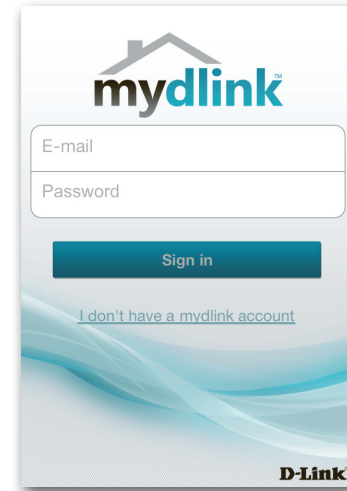 mydlink™
E-mail
Password
Sign in
I don't have a mydlink account
D-Link